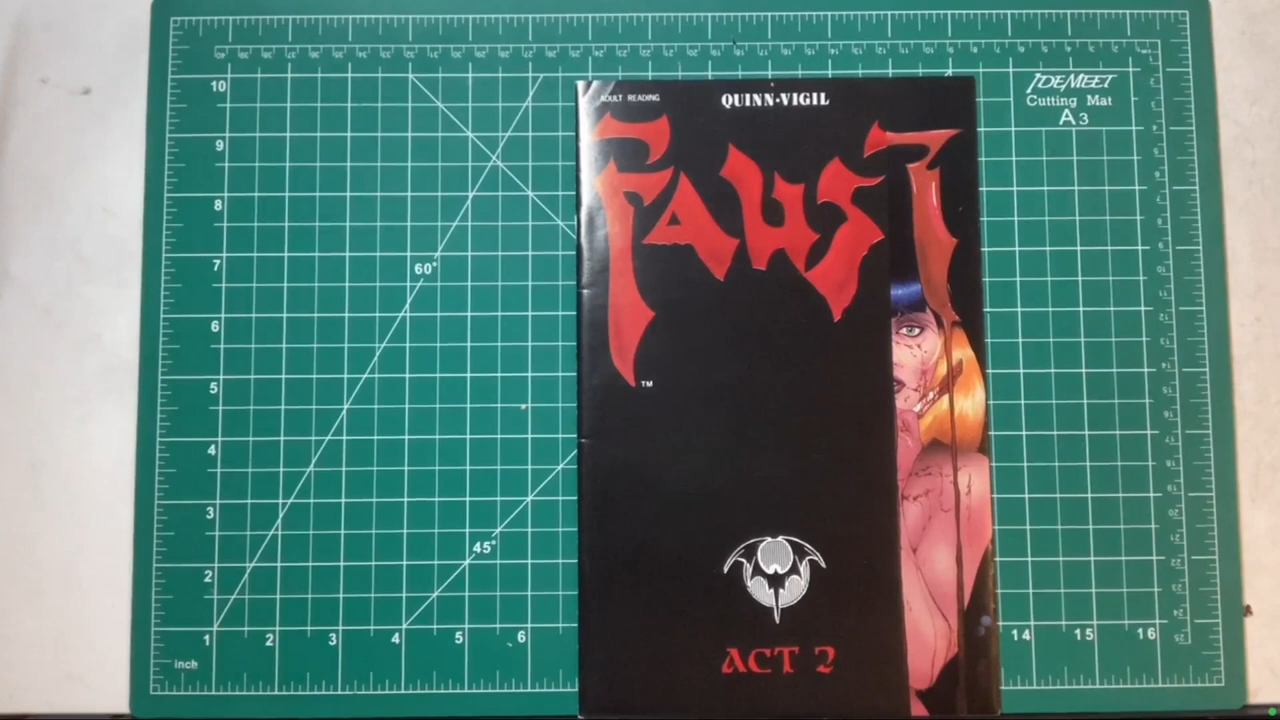 ADULT READING
QUINN-VIGIL
FAUST
TM
ACT 2
IDEMEET
Cutting Mat
A3
10
9
8
7
6
5
4
3
2
1 2 3 4 5 6
14 15 16
60°
45°
inch